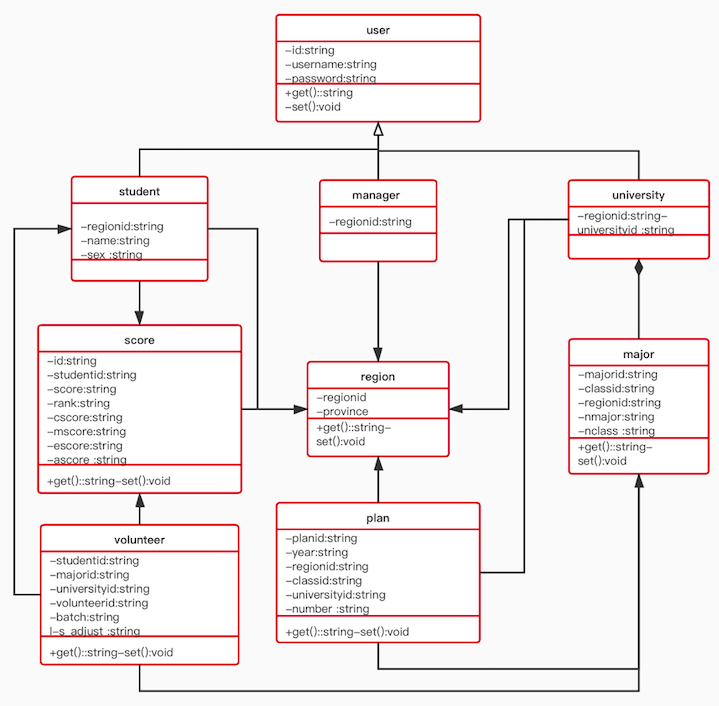 user
–id:string
–username:string
–password:string
+get()::string
–set():void
student
–regionid:string
–name:string
–sex :string
manager
–regionid:string
university
–regionid:string–
universityid :string
score
–id:string
–studentid:string
–score:string
–rank:string
–cscore:string
–mscore:string
–escore:string
–ascore :string
+get()::string–set():void
region
–regionid
–province
+get()::string–
set():void
major
–majorid:string
–classid:string
–regionid:string
–nmajor:string
–nclass :string
+get()::string–
set():void
volunteer
–studentid:string
–majorid:string
–universityid:string
–volunteerid:string
–batch:string
l–s_adjust :string
+get()::string–set():void
plan
–planid:string
–year:string
–regionid:string
–classid:string
–universityid:string
–number :string
+get()::string–set():void